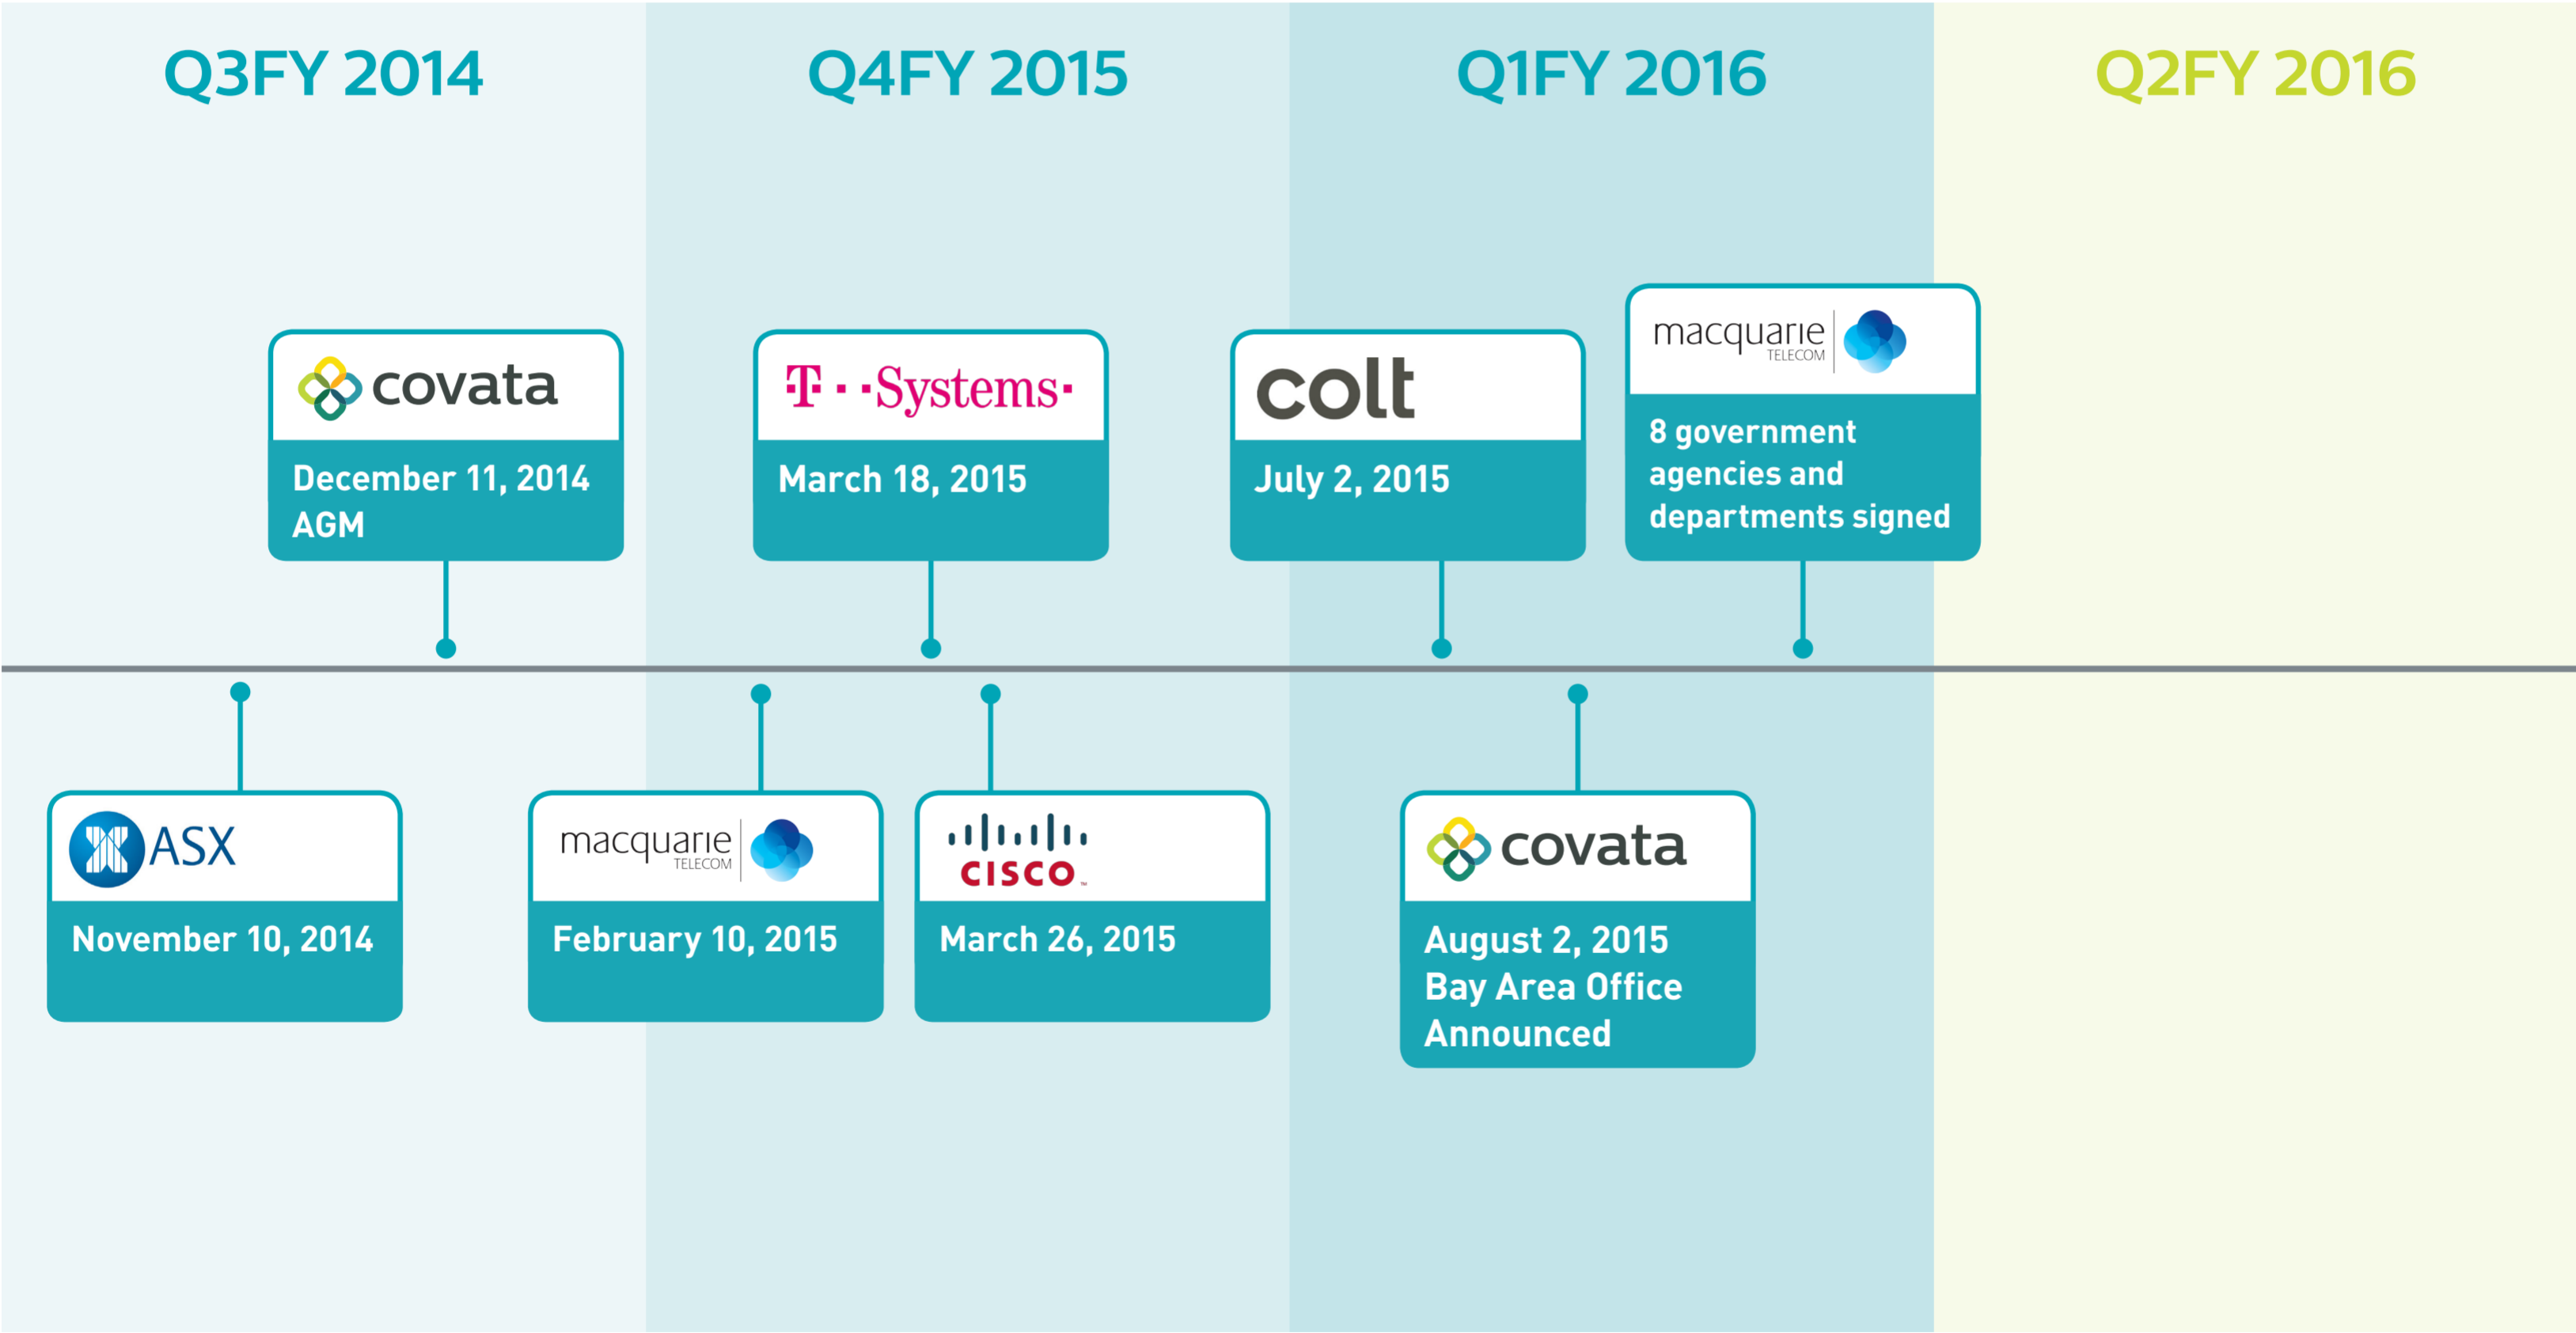 Q3FY 2014
Q4FY 2015
Q1FY 2016
Q2FY 2016
covata
December 11, 2014
AGM
T · · Systems ·
March 18, 2015
colt
July 2, 2015
macquarie
TELECOM
8 government
agencies and
departments signed
ASX
November 10, 2014
macquarie
TELECOM
February 10, 2015
CISCO™
March 26, 2015
covata
August 2, 2015
Bay Area Office
Announced